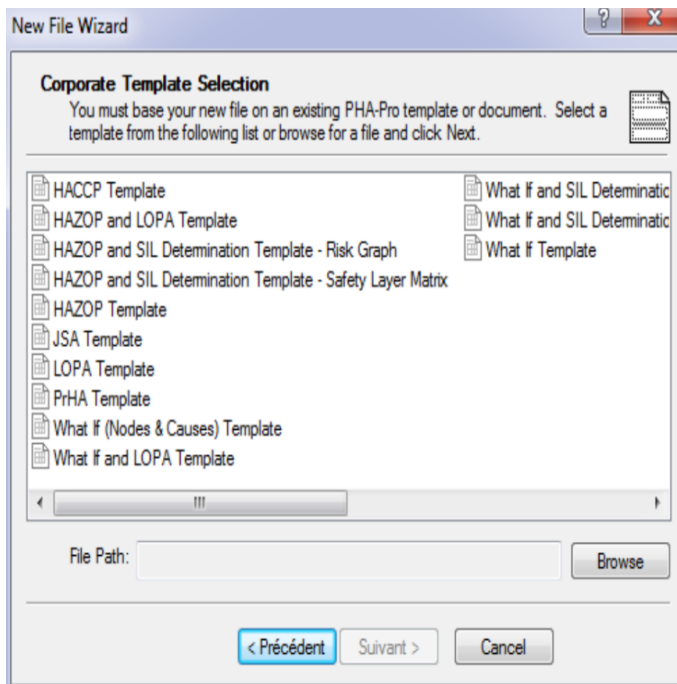 New File Wizard
Corporate Template Selection
You must base your new file on an existing PHA-Pro template or document. Select a
template from the following list or browse for a file and click Next.
HACCP Template
HAZOP and LOPA Template
HAZOP and SIL Determination Template - Risk Graph
HAZOP and SIL Determination Template - Safety Layer Matrix
HAZOP Template
JSA Template
LOPA Template
PrHA Template
What If (Nodes & Causes) Template
What If and LOPA Template
What If and SIL Determinatic
What If and SIL Determinatic
What If Template
File Path:
Browse
< Précédent
Suivant >
Cancel